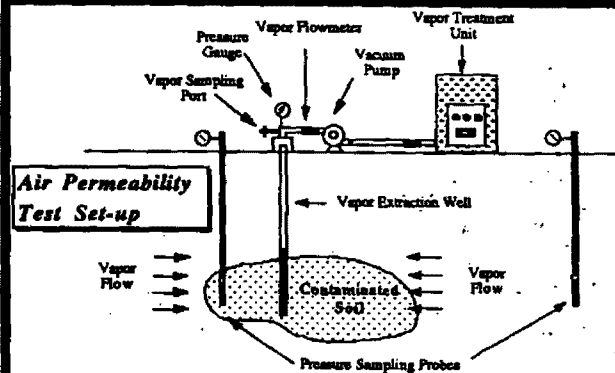 Vapor Treatment
Unit
Vapor Flowmeter
Pressure
Gauge
Vacuum
Pump
Vapor Sampling
Port
Air Permeability
Test Set-up
Vapor Extraction Well
Vapor
Flow
Contaminated
Soil
Vapor
Flow
Pressure Sampling Probes